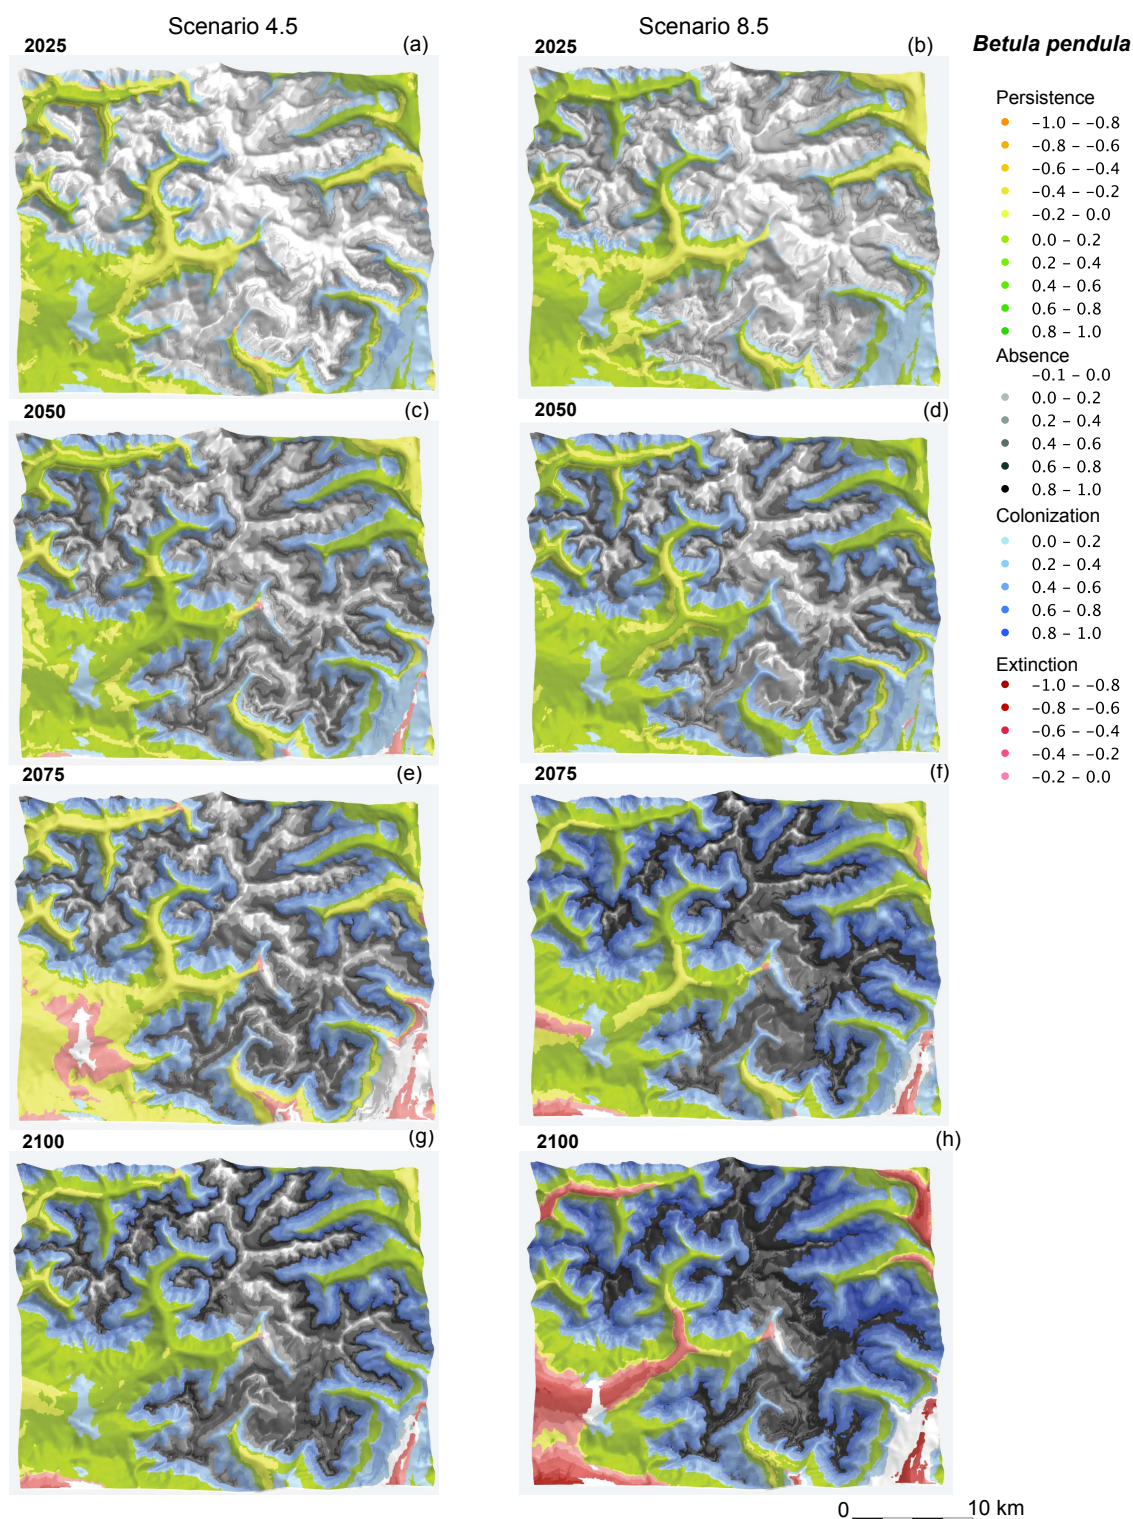 Scenario 4.5
Scenario 8.5
2025
(a)
2025
(b)
Betula pendula
Persistence
−1.0 – −0.8
−0.8 – −0.6
−0.6 – −0.4
−0.4 – −0.2
−0.2 – 0.0
0.0 – 0.2
0.2 – 0.4
0.4 – 0.6
0.6 – 0.8
0.8 – 1.0
Absence
−0.1 – 0.0
0.0 – 0.2
0.2 – 0.4
0.4 – 0.6
0.6 – 0.8
0.8 – 1.0
Colonization
0.0 – 0.2
0.2 – 0.4
0.4 – 0.6
0.6 – 0.8
0.8 – 1.0
Extinction
−1.0 – −0.8
−0.8 – −0.6
−0.6 – −0.4
−0.4 – −0.2
−0.2 – 0.0
2050
(c)
2050
(d)
2075
(e)
2075
(f)
2100
(g)
2100
(h)
0 10 km